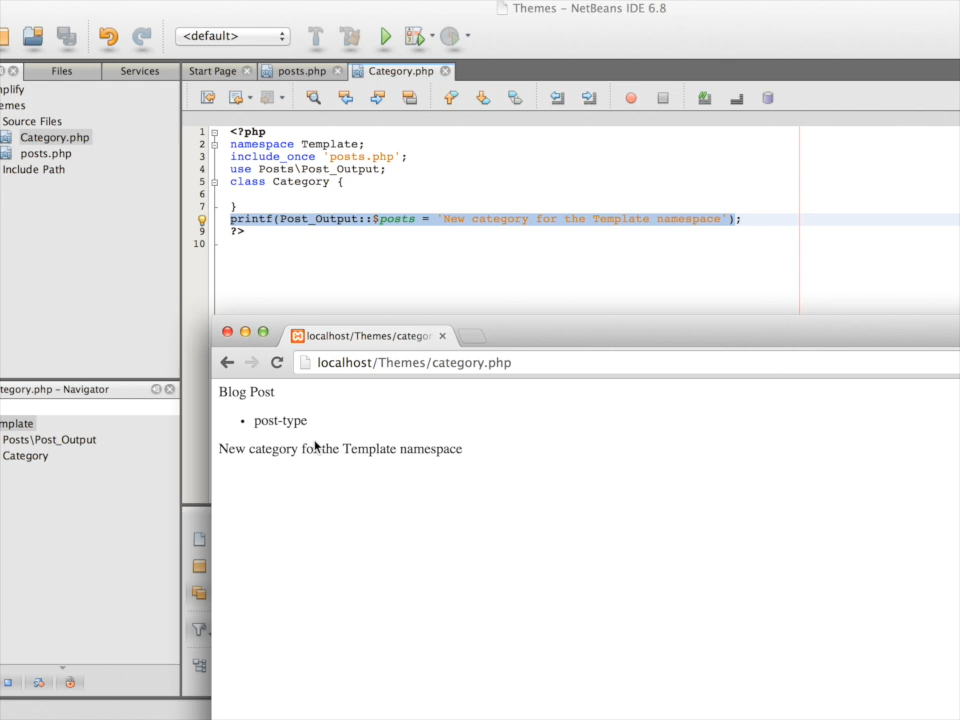 Themes – NetBeans IDE 6.8
<default>
Files
Services
Start Page
posts.php
Category.php
mplify
emes
Source Files
Category.php
posts.php
Include Path
1 <?php
2 namespace Template;
3 include_once 'posts.php';
4 use Posts\Post_Output;
5 class Category {
6
7 }
printf(Post_Output::$posts = 'New category for the Template namespace');
9 ?>
10
tegory.php – Navigator
mplate
Posts\Post_Output
Category
localhost/Themes/catego
localhost/Themes/category.php
Blog Post
• post-type
New category for the Template namespace